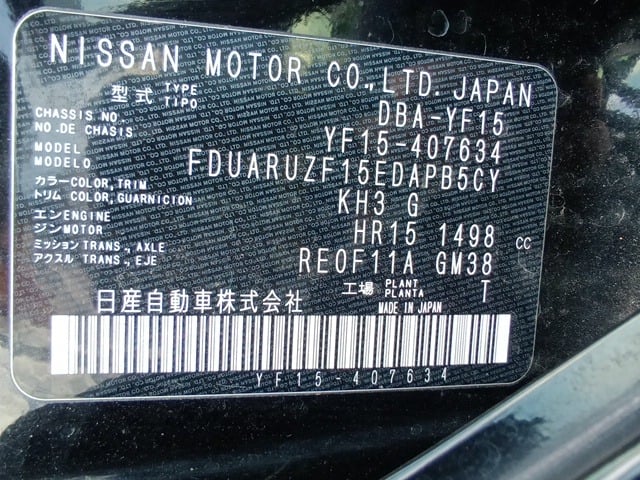 NISSAN MOTOR CO.,LTD. JAPAN
型式 TYPE TIPO DBA-YF15
CHASSIS NO. NO.DE CHASSIS YF15-407634
MODEL MODELO FDUARUZF15EDAPB5CY
カラー COLOR,TRIM トリム COLOR,GUARNICION KH3 G
エンジン ENGINE MOTOR HR15 1498 CC
ミッション TRANS., AXLE アクスル TRANS., EJE RE0F11A GM38
工場 PLANT PLANTA T
日産自動車株式会社 MADE IN JAPAN
YF15-407634